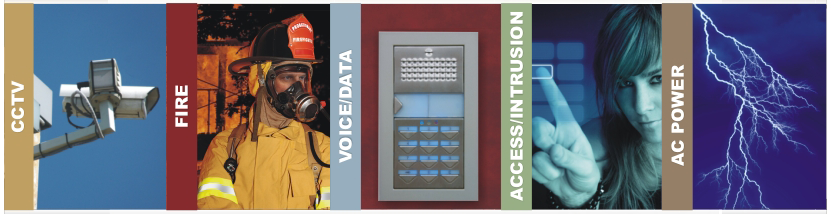 CCTV
FIRE
VOICE/DATA
ACCESS/INTRUSION
AC POWER